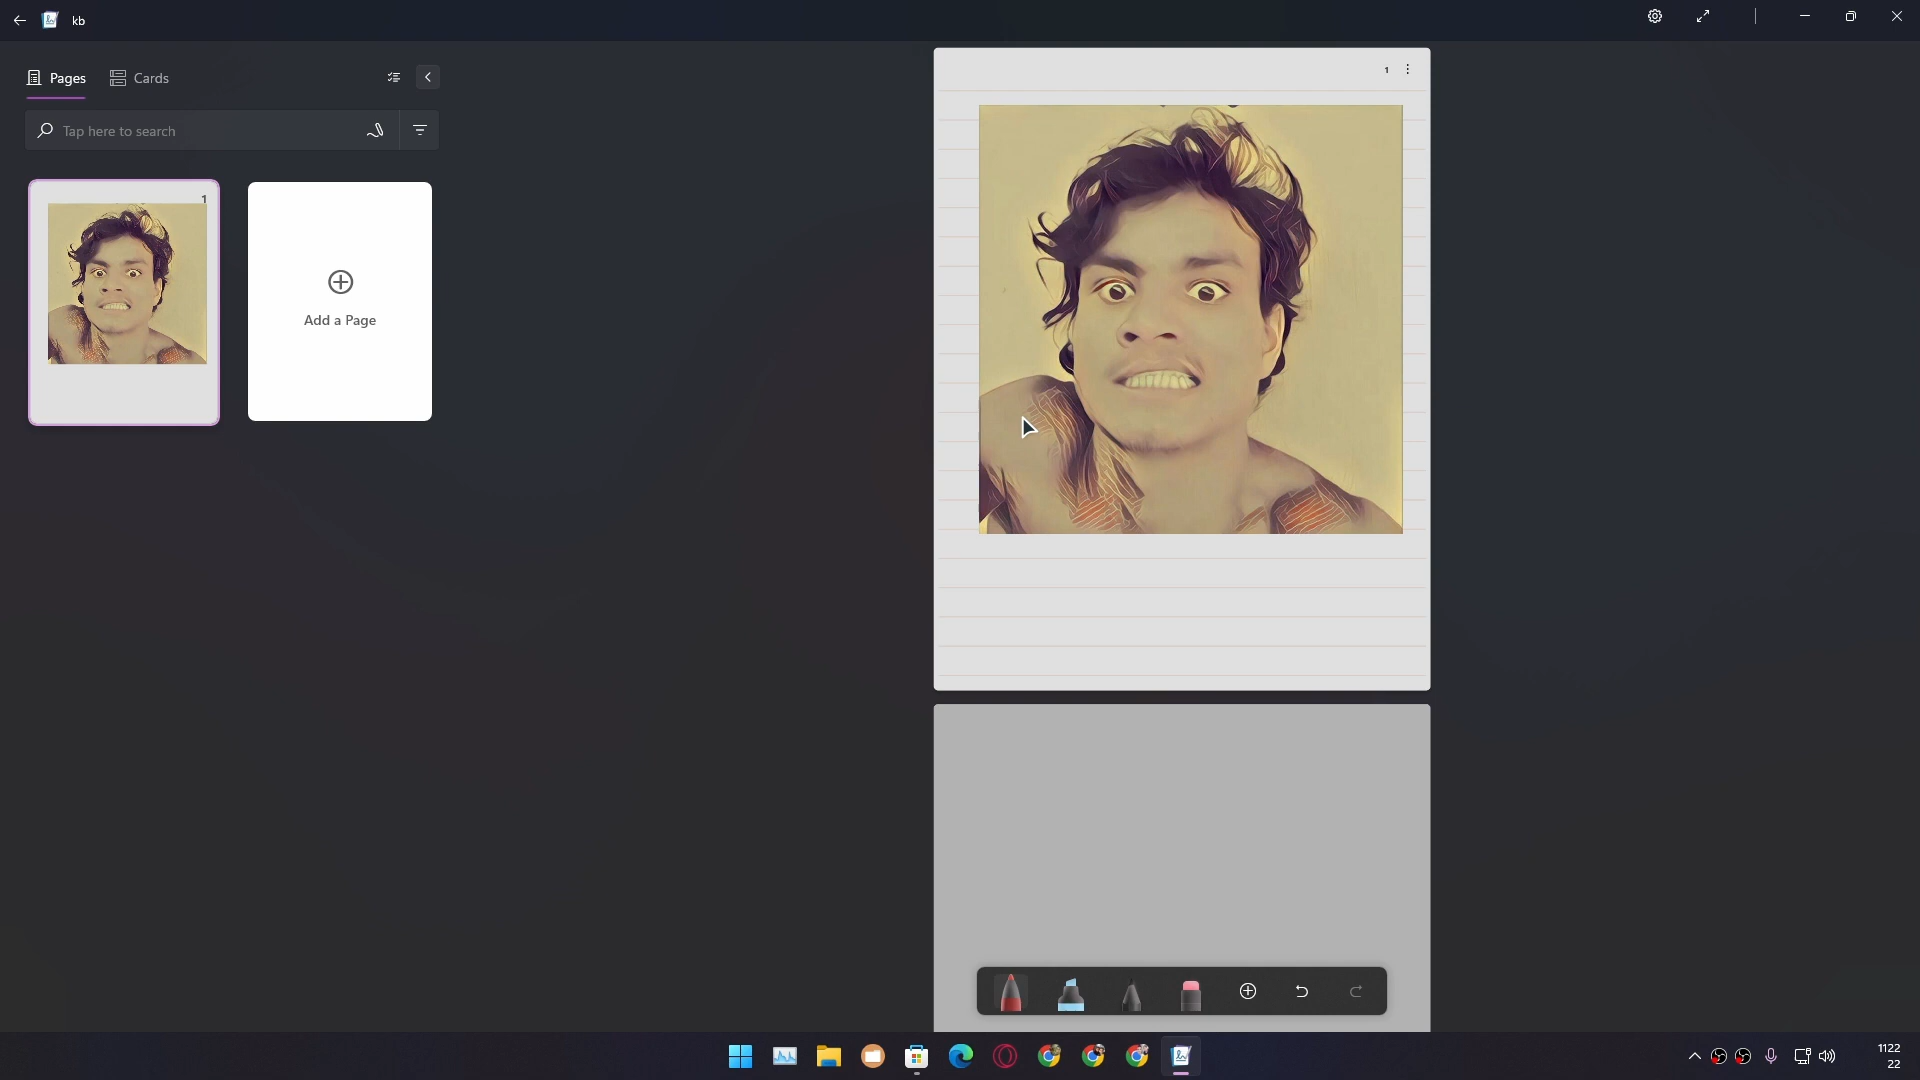 kb
Pages
Cards
Tap here to search
1
Add a Page
1
1122
22